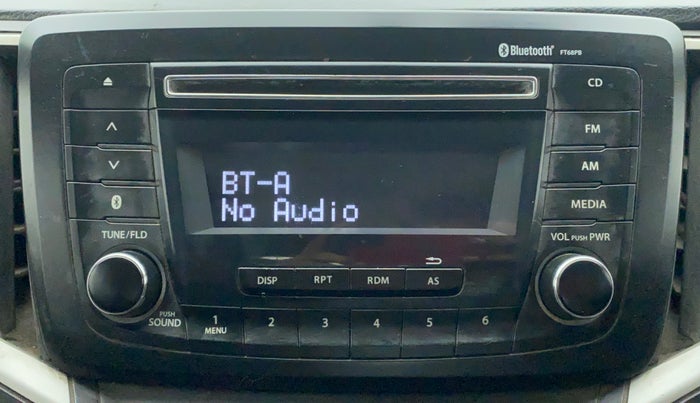 Bluetooth® FT68PB
CD
FM
AM
MEDIA
BT-A
No Audio
TUNE/FLD
VOL PUSH PWR
DISP RPT RDM AS
PUSH SOUND
1 MENU 2 3 4 5 6